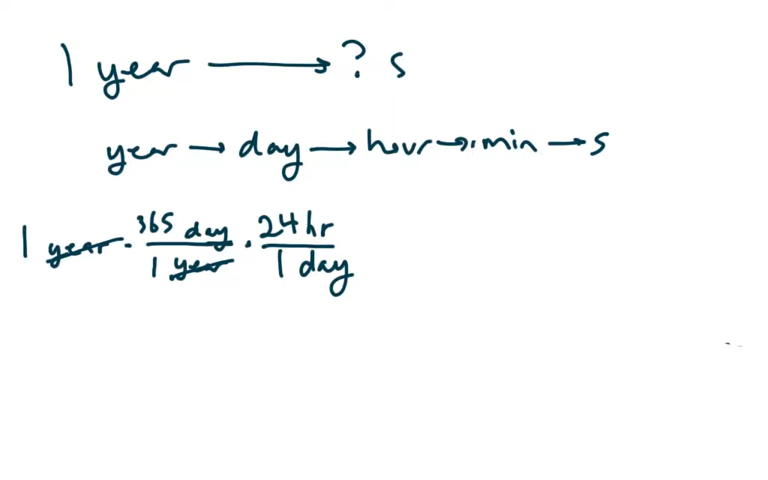 1 year → ? s
year → day → hour → min → s
1 year · 365 day / 1 year · 24 hr / 1 day